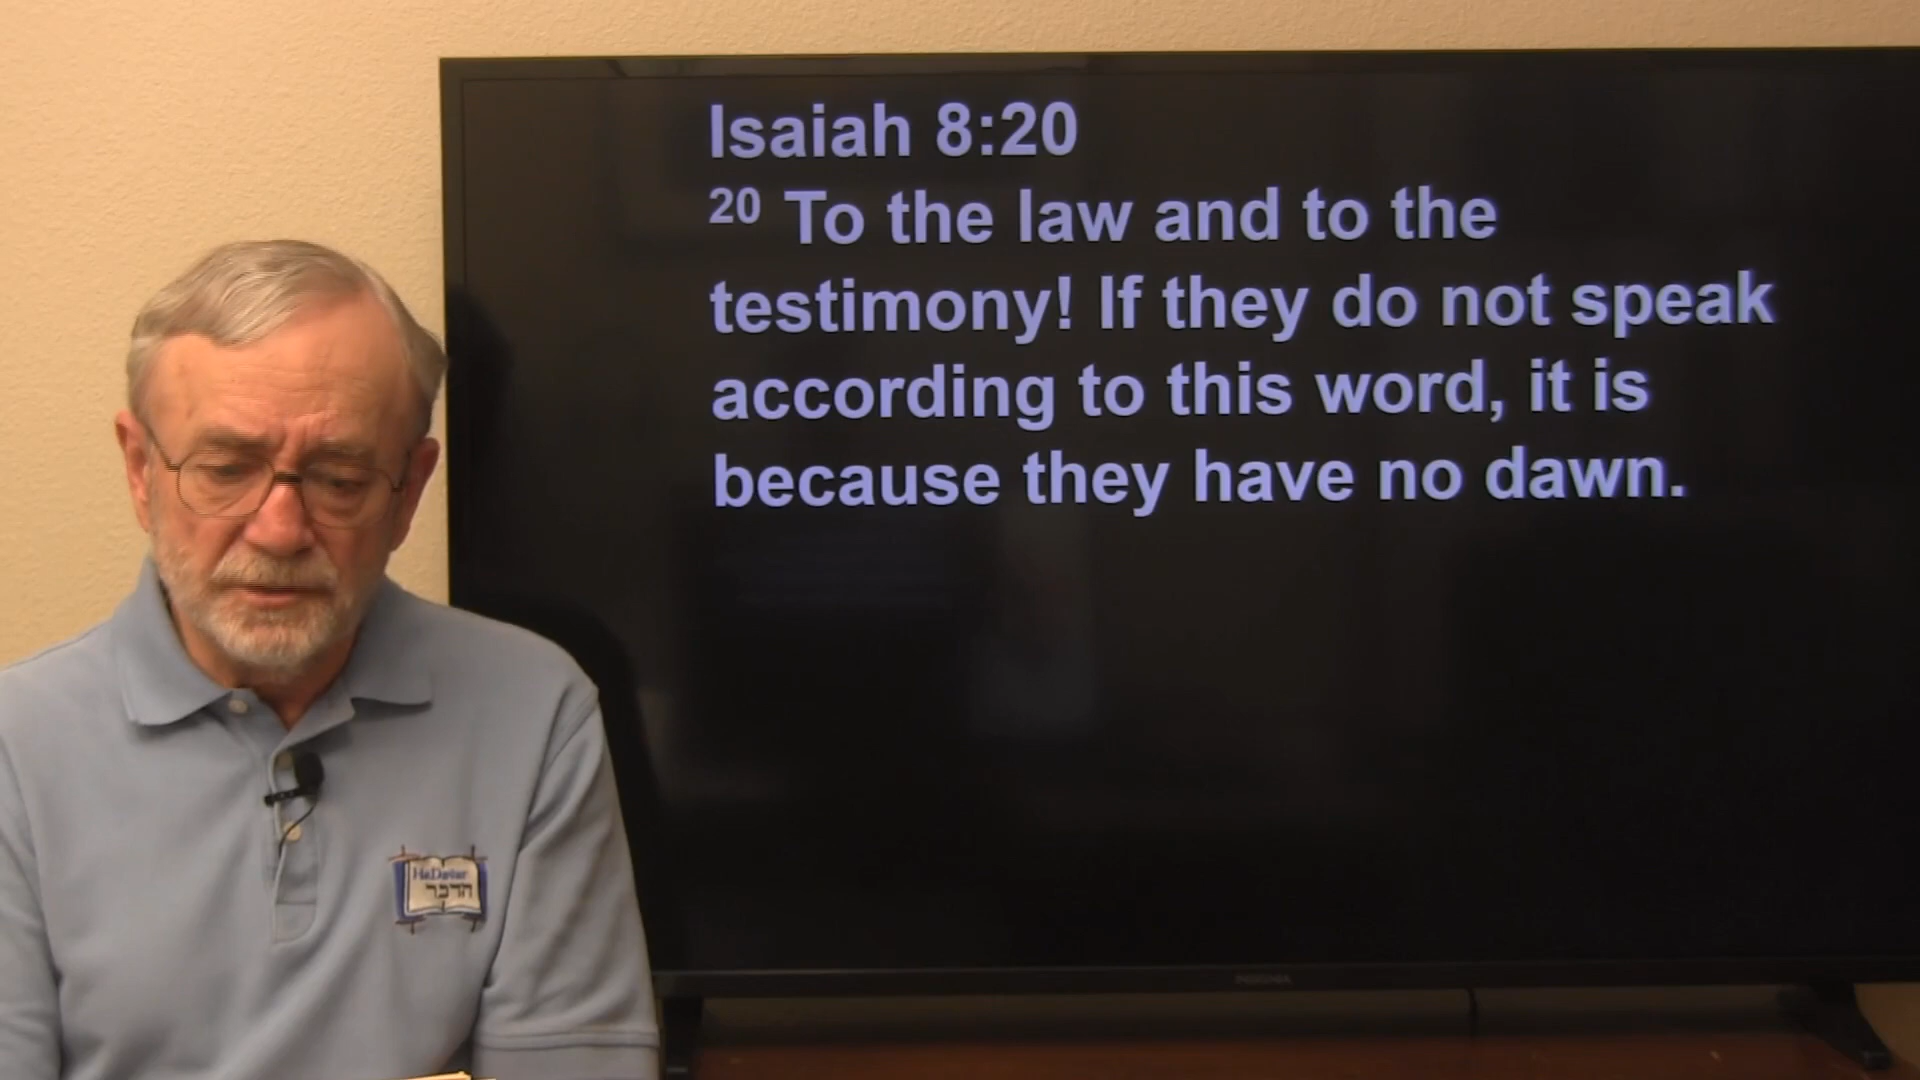 Isaiah 8:20
20 To the law and to the
testimony! If they do not speak
according to this word, it is
because they have no dawn.
HaDavar
הדבר